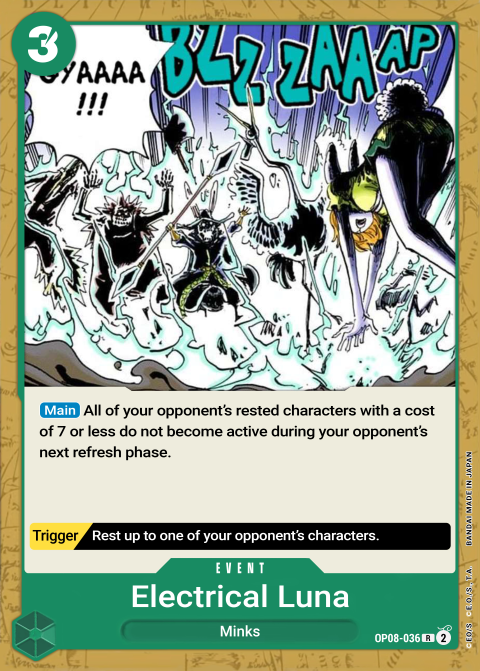 3
GYAAAA
!!!
BZZZZAAAAP
Main All of your opponent's rested characters with a cost
of 7 or less do not become active during your opponent's
next refresh phase.
Trigger Rest up to one of your opponent's characters.
EVENT
Electrical Luna
Minks
OP08-036 R 2
BANDAI MADE IN JAPAN